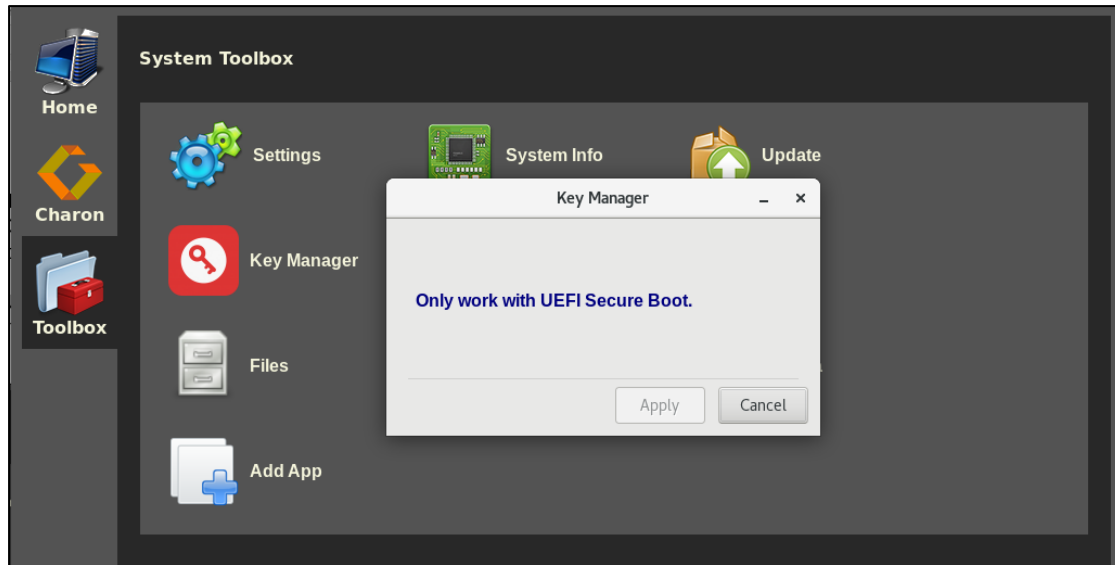 System Toolbox
Home
Settings
System Info
Update
Charon
Key Manager
Key Manager
Only work with UEFI Secure Boot.
Toolbox
Files
Apply
Cancel
Add App